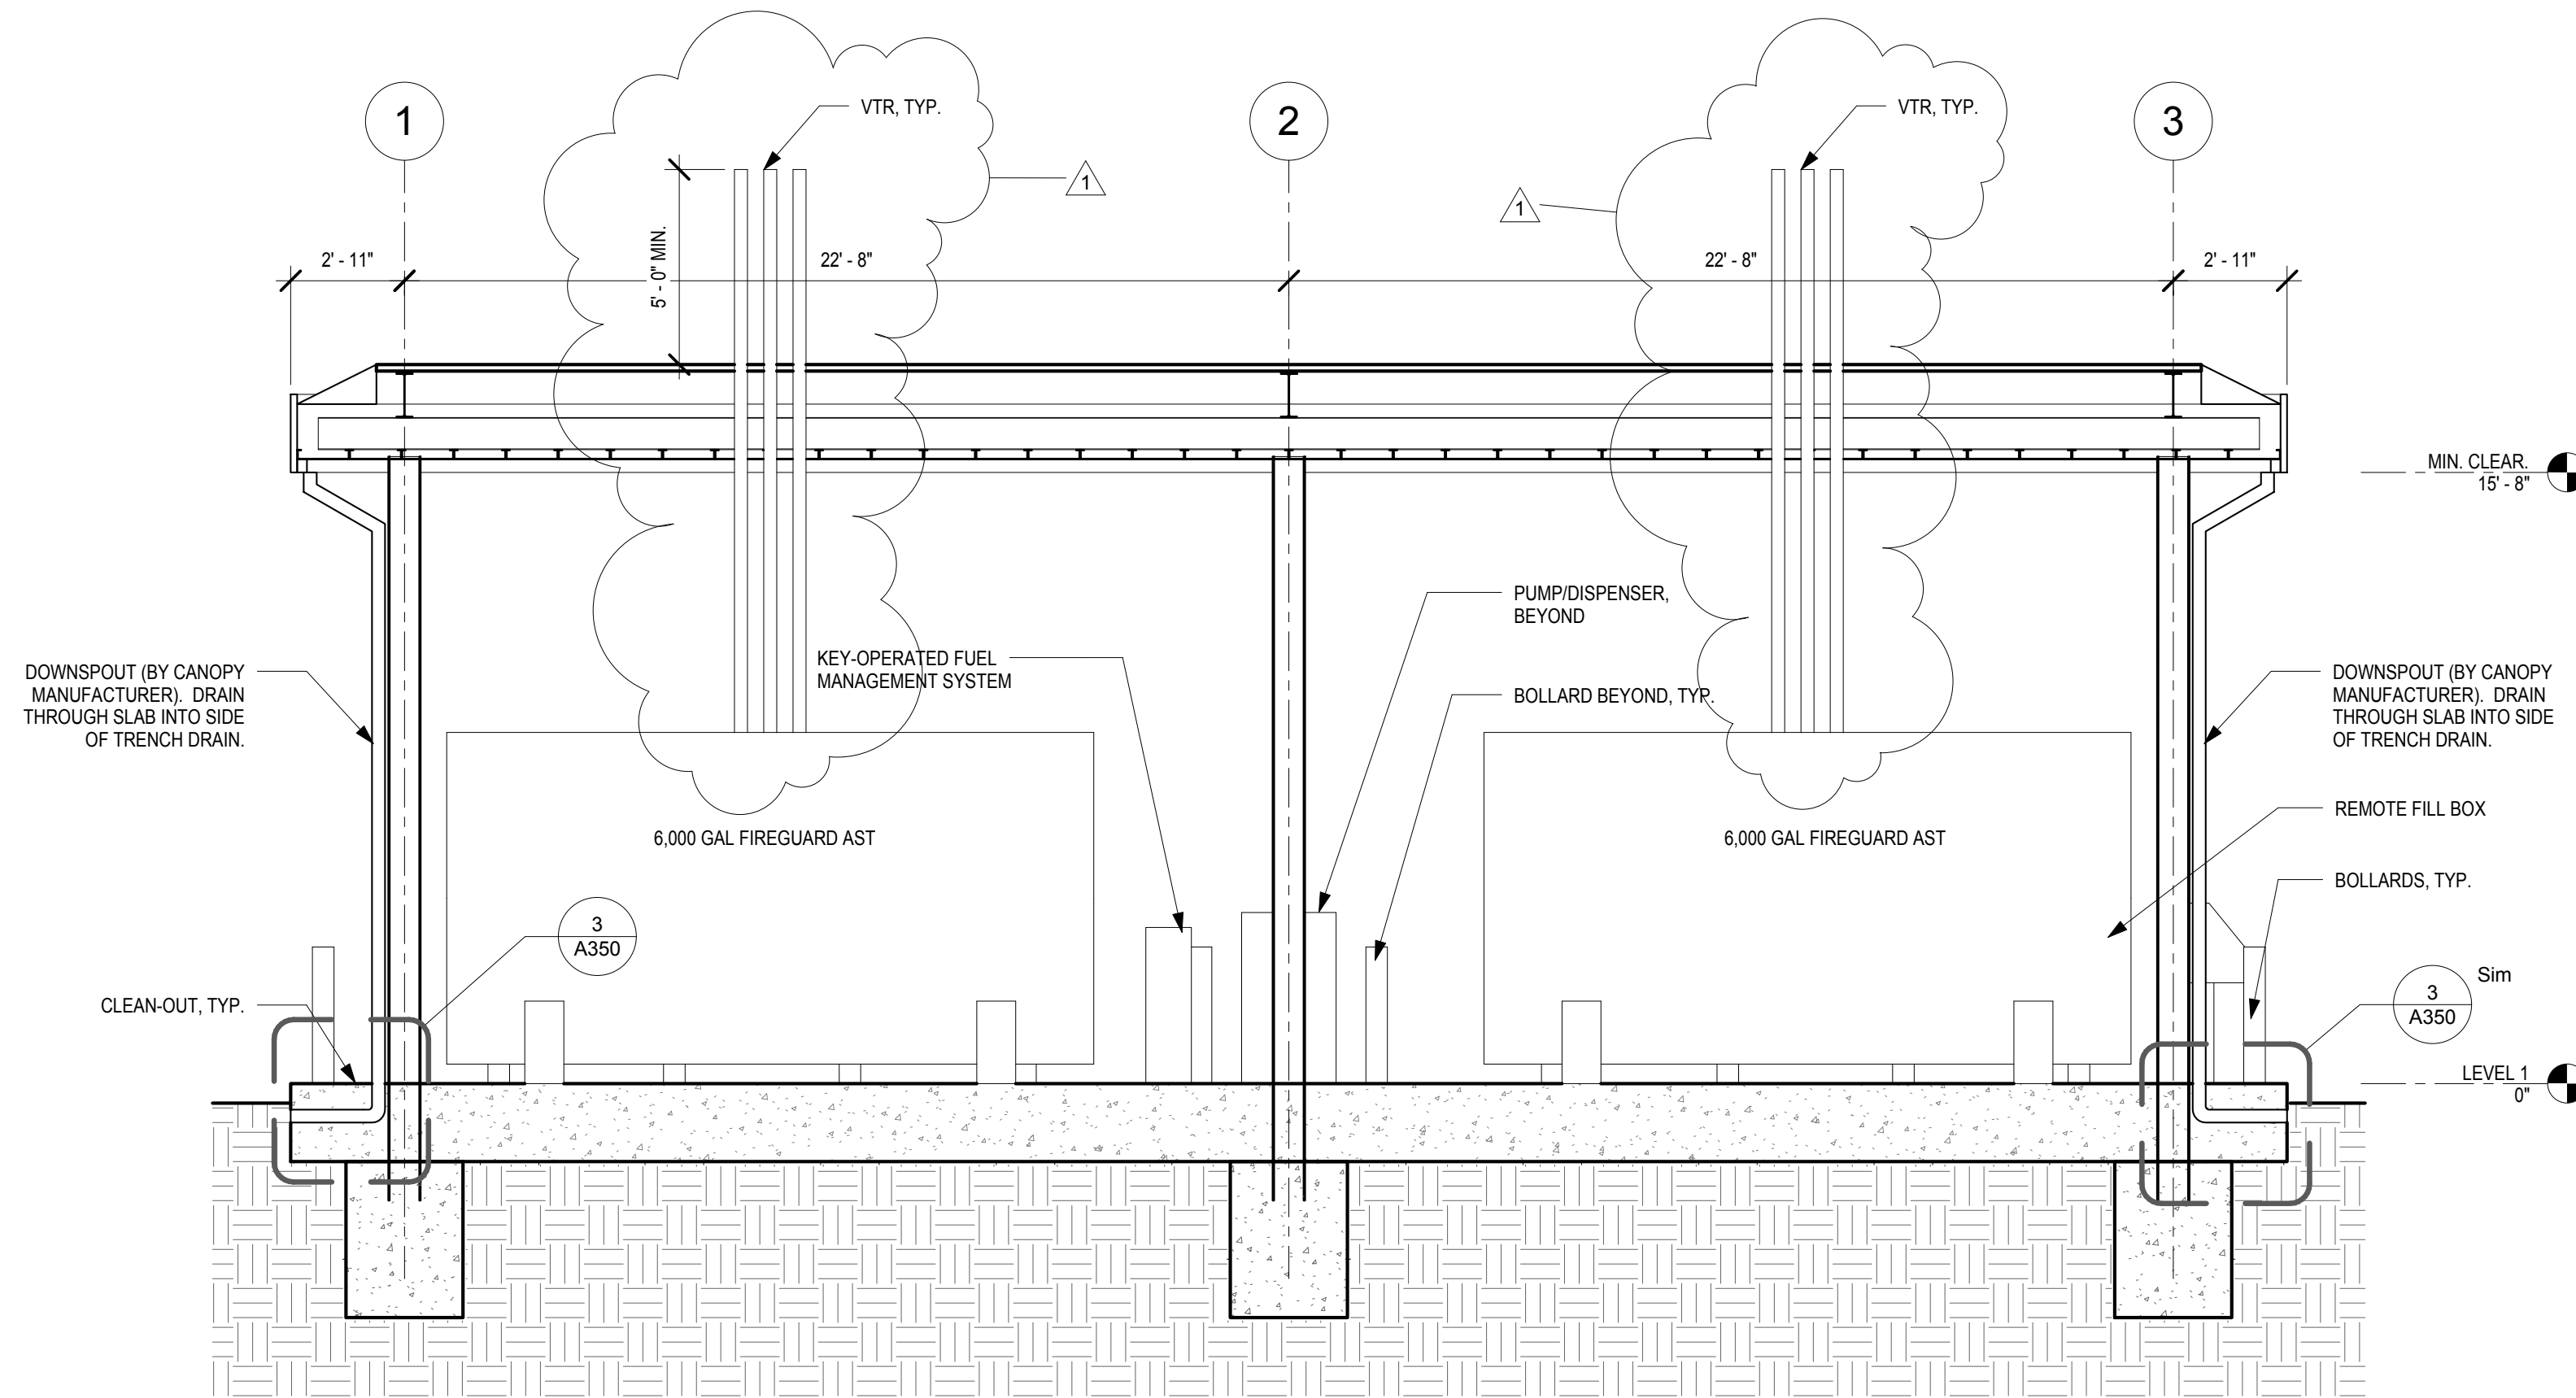 VTR, TYP.
VTR, TYP.
1
2
3
1
1
2' - 11"
5' - 0" MIN.
22' - 8"
22' - 8"
2' - 11"
MIN. CLEAR.
15' - 8"
PUMP/DISPENSER,
BEYOND
KEY-OPERATED FUEL
MANAGEMENT SYSTEM
BOLLARD BEYOND, TYP.
DOWNSPOUT (BY CANOPY
MANUFACTURER).  DRAIN
THROUGH SLAB INTO SIDE
OF TRENCH DRAIN.
DOWNSPOUT (BY CANOPY
MANUFACTURER).  DRAIN
THROUGH SLAB INTO SIDE
OF TRENCH DRAIN.
6,000 GAL FIREGUARD AST
6,000 GAL FIREGUARD AST
REMOTE FILL BOX
BOLLARDS, TYP.
3
A350
CLEAN-OUT, TYP.
Sim
3
A350
LEVEL 1
0"